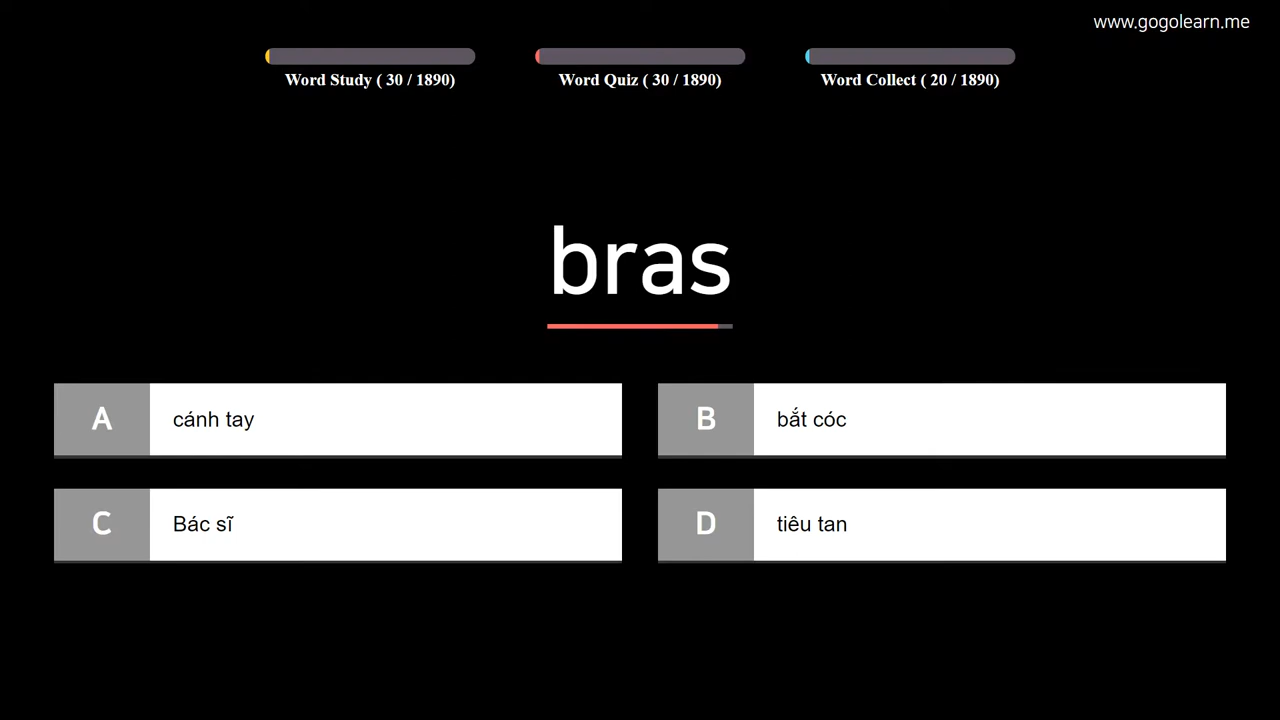 www.gogolearn.me
Word Study ( 30 / 1890)
Word Quiz ( 30 / 1890)
Word Collect ( 20 / 1890)
bras
A cánh tay
B bắt cóc
C Bác sĩ
D tiêu tan